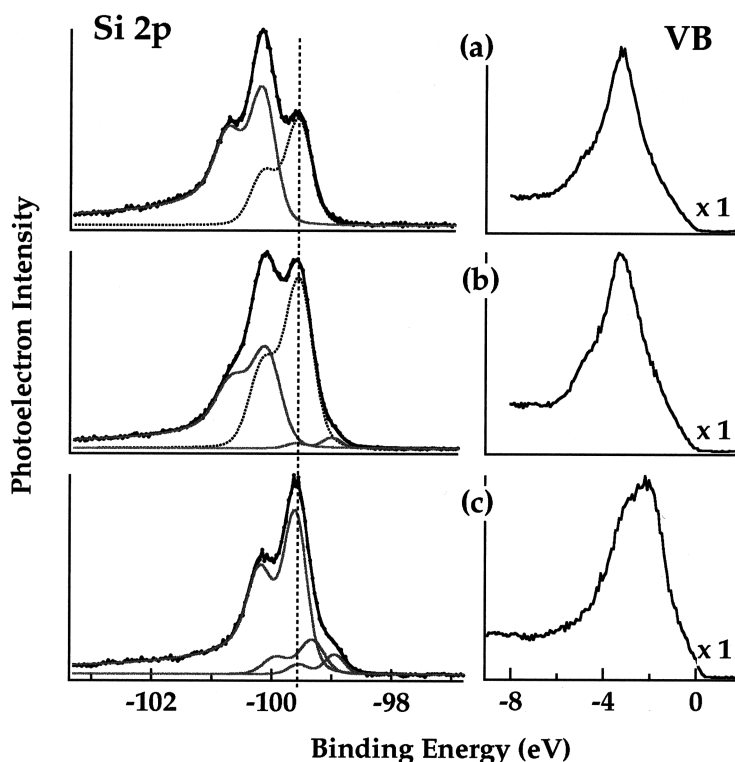 Si 2p
(a)
VB
x 1
(b)
x 1
(c)
x 1
Photoelectron Intensity
-102
-100
-98
-8
-4
0
Binding Energy (eV)